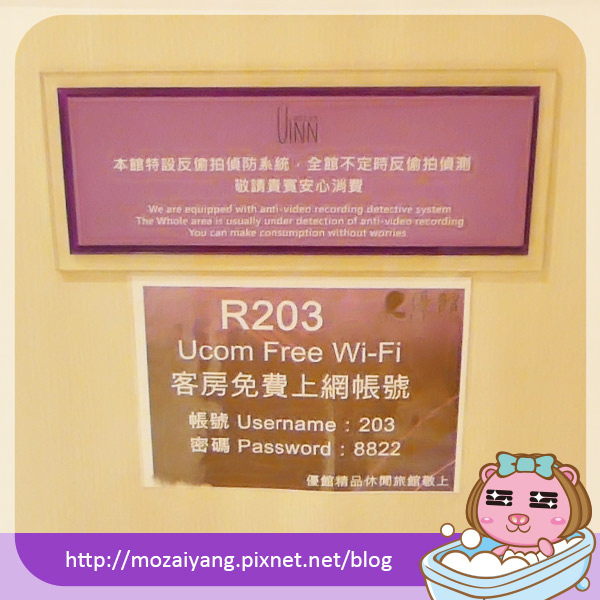 UINN
本館特設反偷拍偵防系統，全館不定時反偷拍偵測
敬請貴賓安心消費
We are equipped with anti-video recording detective system
The Whole area is usually under detection of anti-video recording
You can make consumption without worries
R203
Ucom Free Wi-Fi
客房免費上網帳號
帳號 Username : 203
密碼 Password : 8822
優館精品休閒旅館敬上
http://mozaiyang.pixnet.net/blog